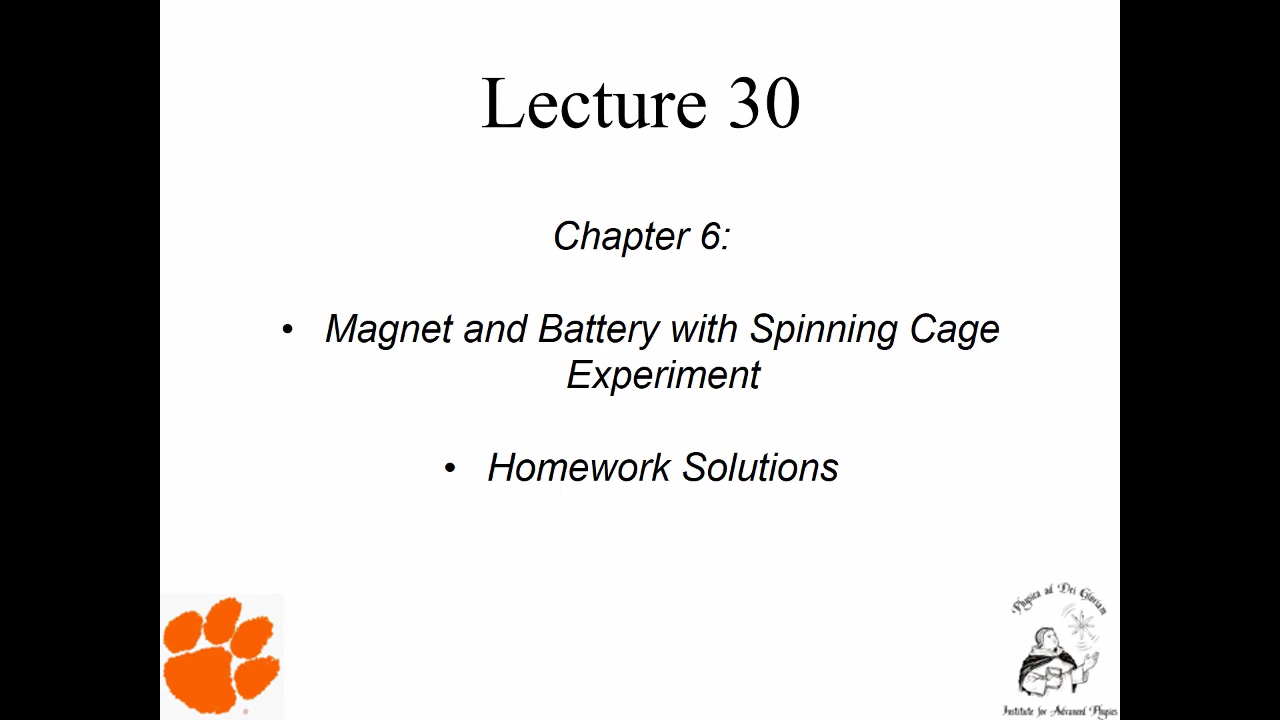 Lecture 30
Chapter 6:
• Magnet and Battery with Spinning Cage
Experiment
• Homework Solutions
Physica ad Dei Gloriam
Institute for Advanced Physics